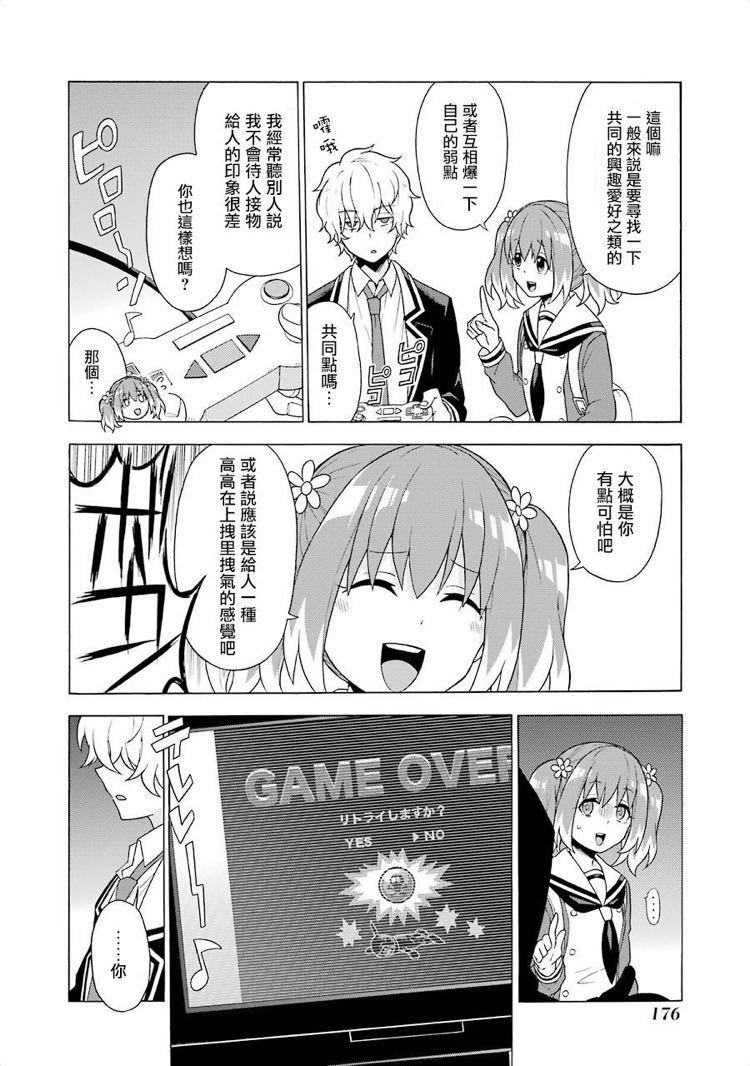 這個嘛
一般來說是要尋找一下
共同的興趣愛好之類的
或者互相爆一下
自己的弱點
嚯哦
共同點嗎…
ピコ
ピコ
我經常聽別人說
我不會待人接物
給人的印象很差
你也這樣想嗎?
ピロピロリーン♪
那個…
大概是你
有點可怕吧
或者說應該是給人一種
高高在上拽里拽氣的感覺吧
…
GAME OVER
リトライしますか?
YES ▶NO
テレレレーン♪
……你
176